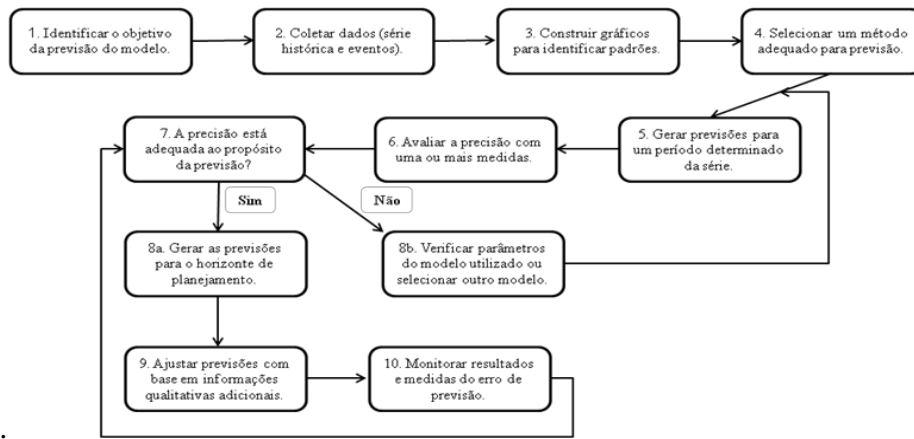 1. Identificar o objetivo
da previsão do modelo.
2. Coletar dados (série
histórica e eventos).
3. Construir gráficos
para identificar padrões.
4. Selecionar um método
adequado para previsão.
5. Gerar previsões para
um período determinado
da série.
6. Avaliar a precisão com
uma ou mais medidas.
7. A precisão está
adequada ao propósito
da previsão?
Sim
Não
8a. Gerar as previsões
para o horizonte de
planejamento.
8b. Verificar parâmetros
do modelo utilizado ou
selecionar outro modelo.
9. Ajustar previsões com
base em informações
qualitativas adicionais.
10. Monitorar resultados
e medidas do erro de
previsão.